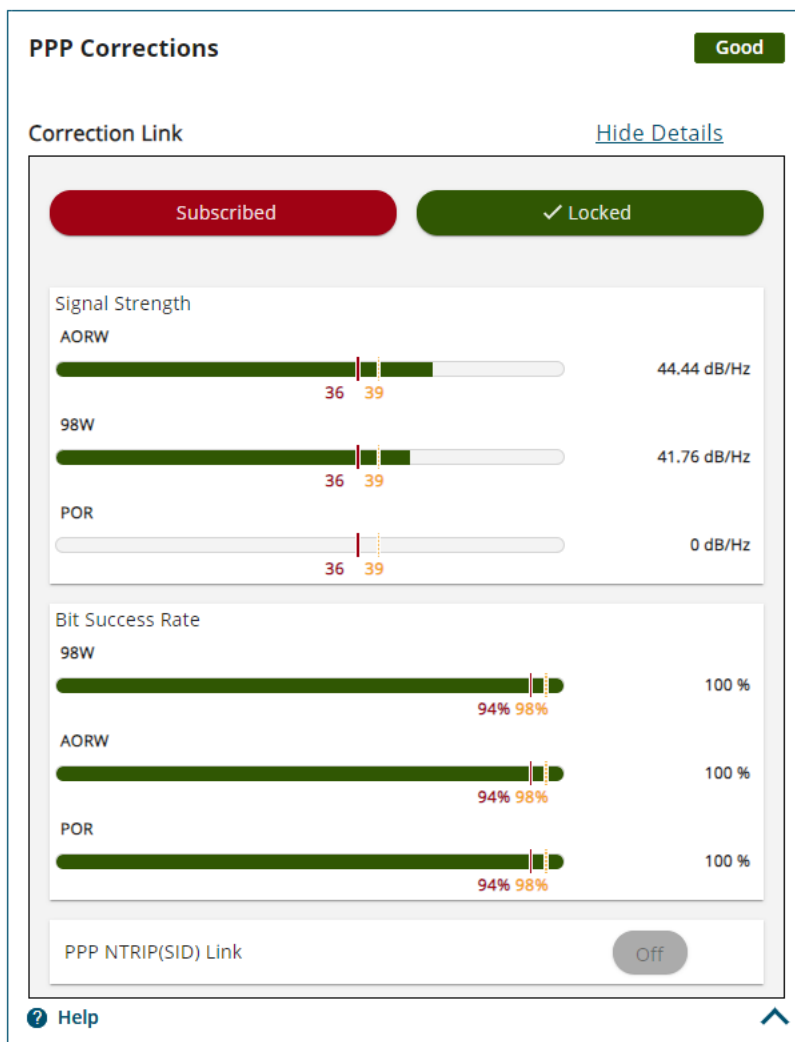 PPP Corrections
Good
Correction Link
Hide Details
Subscribed
✓ Locked
Signal Strength
AORW
44.44 dB/Hz
36 39
98W
41.76 dB/Hz
36 39
POR
0 dB/Hz
36 39
Bit Success Rate
98W
100 %
94% 98%
AORW
100 %
94% 98%
POR
100 %
94% 98%
PPP NTRIP(SID) Link
Off
? Help